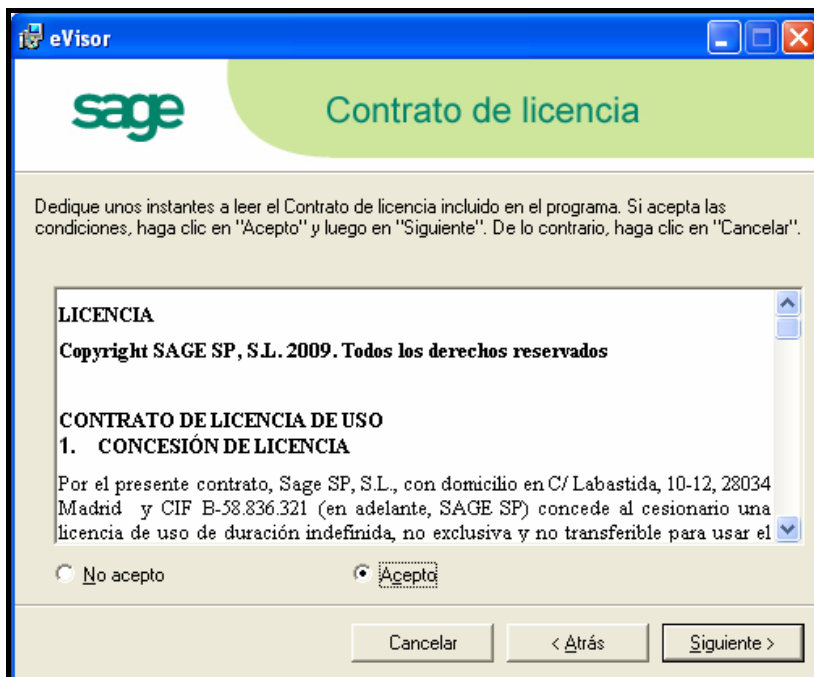 eVisor
sage
Contrato de licencia
Dedique unos instantes a leer el Contrato de licencia incluido en el programa. Si acepta las
condiciones, haga clic en "Acepto" y luego en "Siguiente". De lo contrario, haga clic en "Cancelar".
LICENCIA
Copyright SAGE SP, S.L. 2009. Todos los derechos reservados
CONTRATO DE LICENCIA DE USO
1. CONCESIÓN DE LICENCIA
Por el presente contrato, Sage SP, S.L., con domicilio en C/ Labastida, 10-12, 28034
Madrid y CIF B-58.836.321 (en adelante, SAGE SP) concede al cesionario una
licencia de uso de duración indefinida, no exclusiva y no transferible para usar el
No acepto
Acepto
Cancelar
< Atrás
Siguiente >